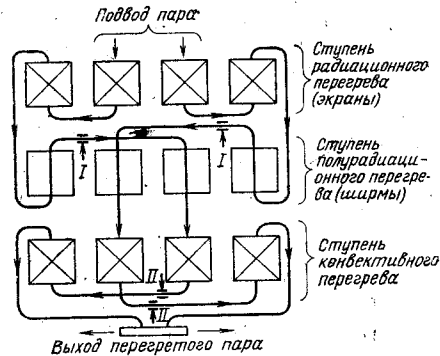 Подвод пара
Ступень
радиационного
перегрева
(экраны)
I
I
Ступень
полурадиаци-
онного перегре-
ва (ширмы)
Ступень
конвективного
перегрева
II
II
Выход перегретого пара